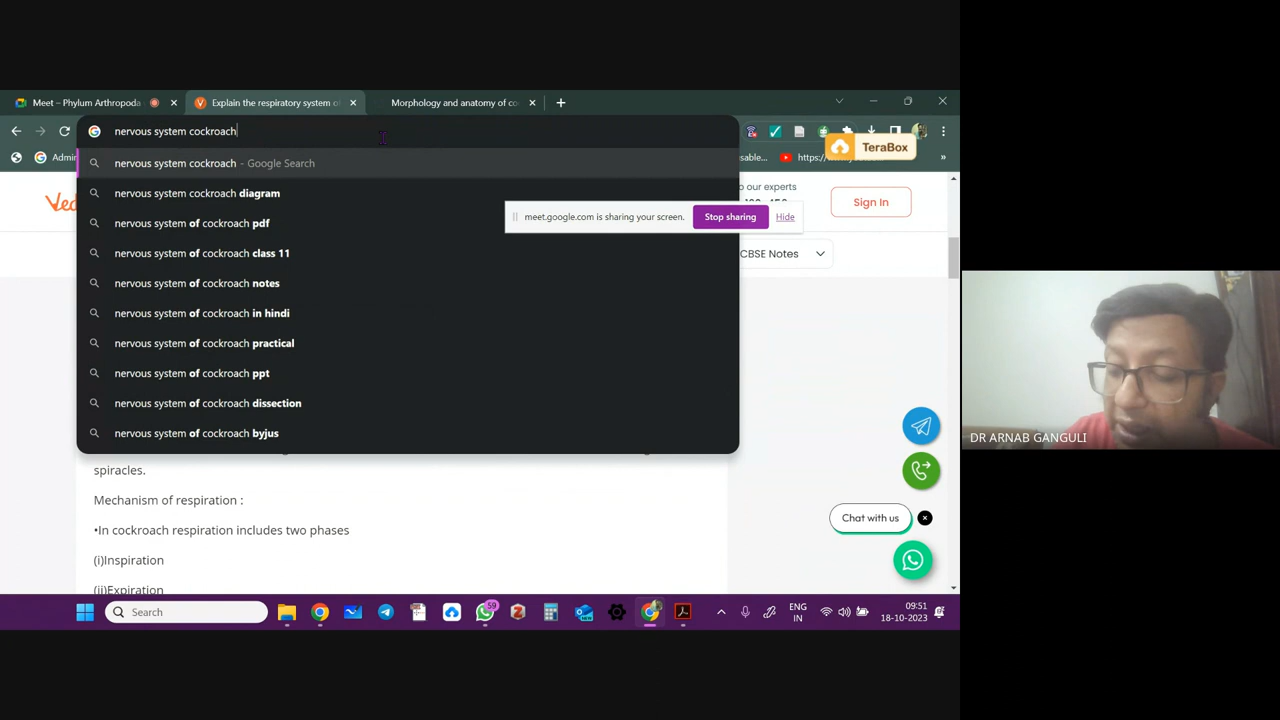 Meet – Phylum Arthropoda
Explain the respiratory system of
Morphology and anatomy of co
nervous system cockroach
Admin
TeraBox
nervous system cockroach - Google Search
nervous system cockroach diagram
nervous system of cockroach pdf
nervous system of cockroach class 11
nervous system of cockroach notes
nervous system of cockroach in hindi
nervous system of cockroach practical
nervous system of cockroach ppt
nervous system of cockroach dissection
nervous system of cockroach byjus
Ved
o our experts
Sign In
meet.google.com is sharing your screen.
Stop sharing
Hide
CBSE Notes
spiracles.
Mechanism of respiration :
•In cockroach respiration includes two phases
(i)Inspiration
(ii)Expiration
DR ARNAB GANGULI
Chat with us
Search
59
ENG
IN
09:51
18-10-2023